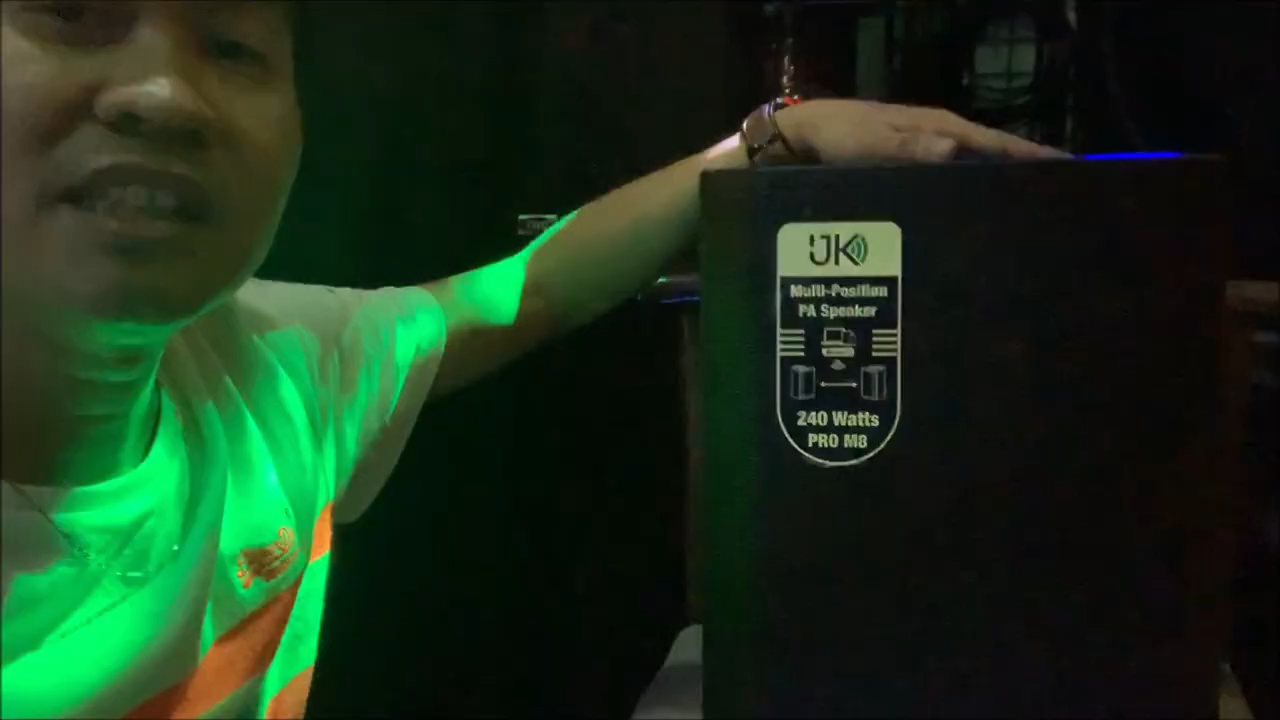 JK
Multi-Position
PA Speaker
240 Watts
PRO M8